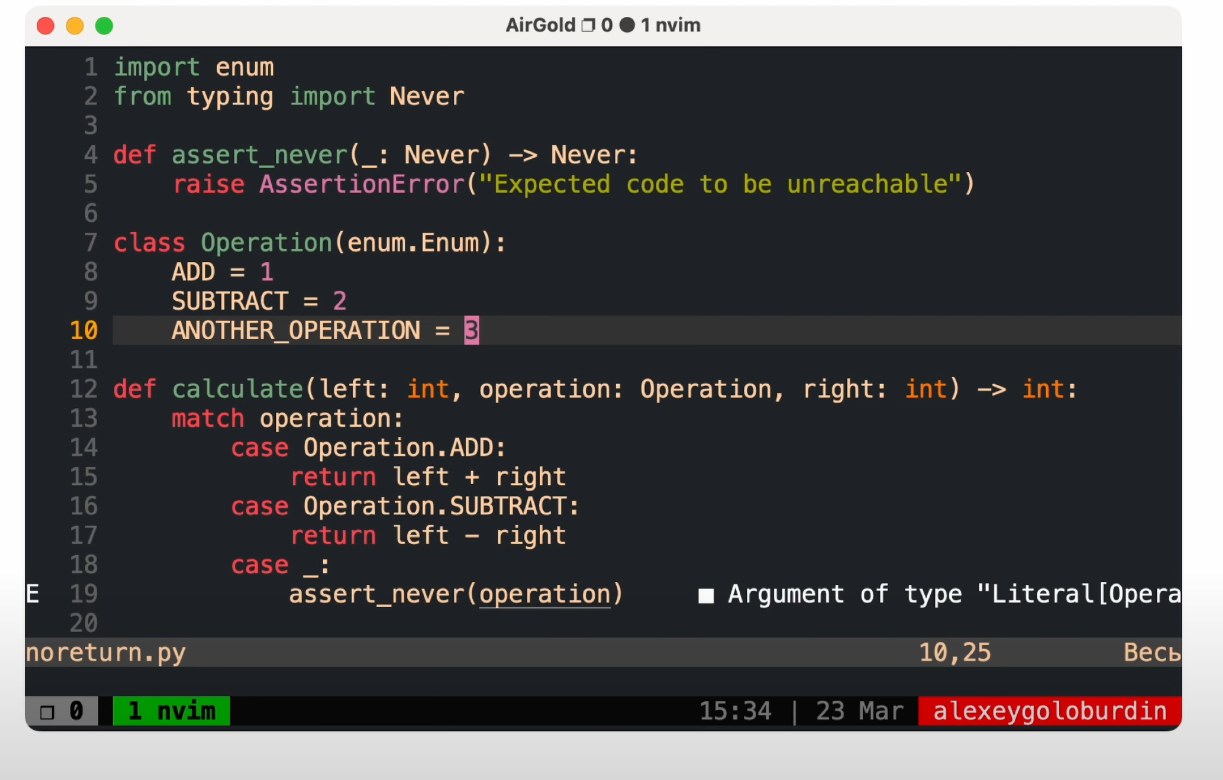 AirGold ❐ 0 ● 1 nvim
1 import enum
2 from typing import Never
3
4 def assert_never(_: Never) -> Never:
5     raise AssertionError("Expected code to be unreachable")
6
7 class Operation(enum.Enum):
8     ADD = 1
9     SUBTRACT = 2
10     ANOTHER_OPERATION = 3
11
12 def calculate(left: int, operation: Operation, right: int) -> int:
13     match operation:
14         case Operation.ADD:
15             return left + right
16         case Operation.SUBTRACT:
17             return left - right
18         case _:
E 19             assert_never(operation)     ■ Argument of type "Literal[Opera
20
noreturn.py 10,25 Весь
❐ 0 1 nvim 15:34 | 23 Mar alexeygoloburdin